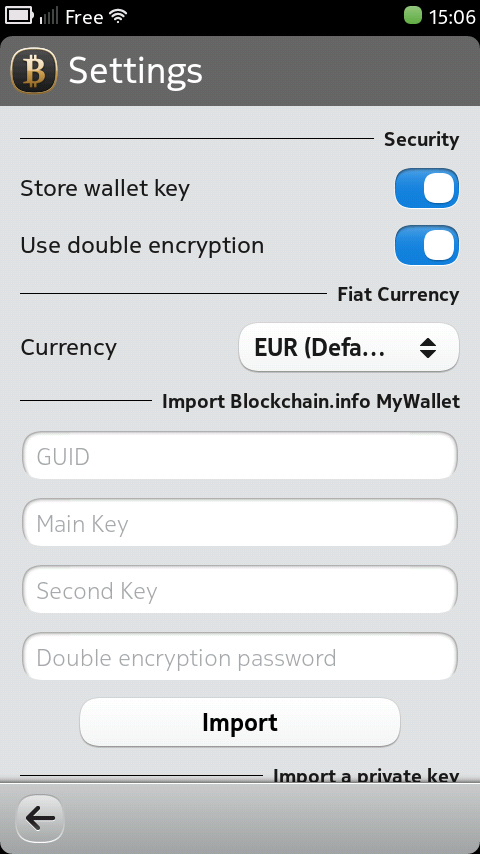 Free 15:06
Settings
Security
Store wallet key
Use double encryption
Fiat Currency
Currency EUR (Defa...
Import Blockchain.info MyWallet
GUID
Main Key
Second Key
Double encryption password
Import
Import a private key